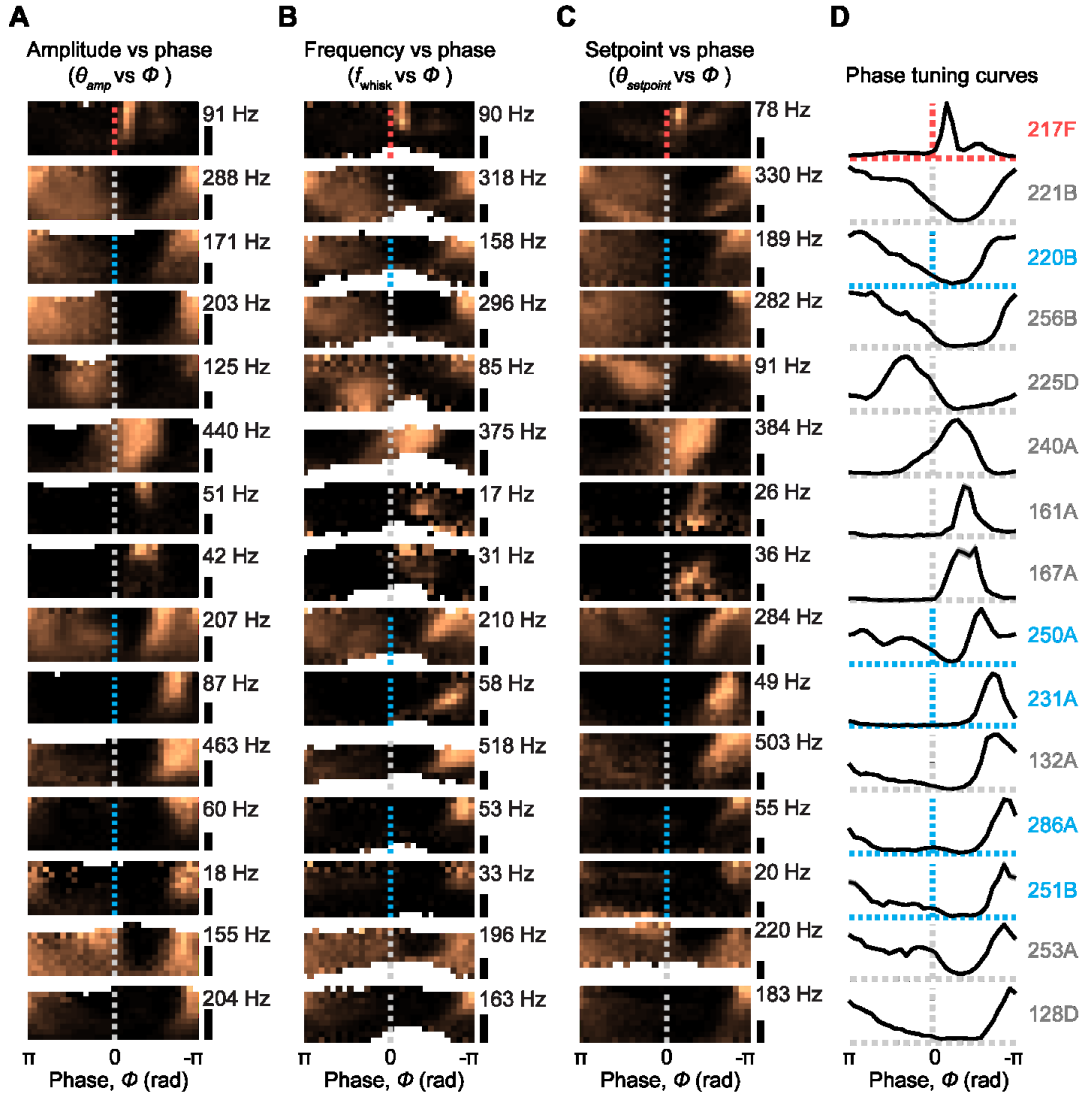 A
B
C
D
Amplitude vs phase
(θamp vs Φ )
Frequency vs phase
(fwhisk vs Φ )
Setpoint vs phase
(θsetpoint vs Φ )
Phase tuning curves
91 Hz
90 Hz
78 Hz
217F
288 Hz
318 Hz
330 Hz
221B
171 Hz
158 Hz
189 Hz
220B
203 Hz
296 Hz
282 Hz
256B
125 Hz
85 Hz
91 Hz
225D
440 Hz
375 Hz
384 Hz
240A
51 Hz
17 Hz
26 Hz
161A
42 Hz
31 Hz
36 Hz
167A
207 Hz
210 Hz
284 Hz
250A
87 Hz
58 Hz
49 Hz
231A
463 Hz
518 Hz
503 Hz
132A
60 Hz
53 Hz
55 Hz
286A
18 Hz
33 Hz
20 Hz
251B
155 Hz
196 Hz
220 Hz
253A
204 Hz
163 Hz
183 Hz
128D
π 0 -π
π 0 -π
π 0 -π
π 0 -π
Phase, Φ (rad)
Phase, Φ (rad)
Phase, Φ (rad)
Phase, Φ (rad)